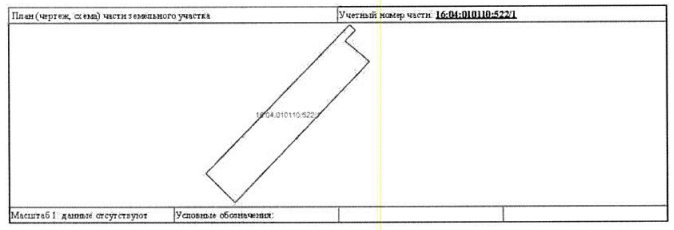 План (чертеж, схема) части земельного участка
Учетный номер части: 16:04:010110:522/1
16:04:010110:522/1
Масштаб 1 данные отсутствуют
Условные обозначения: